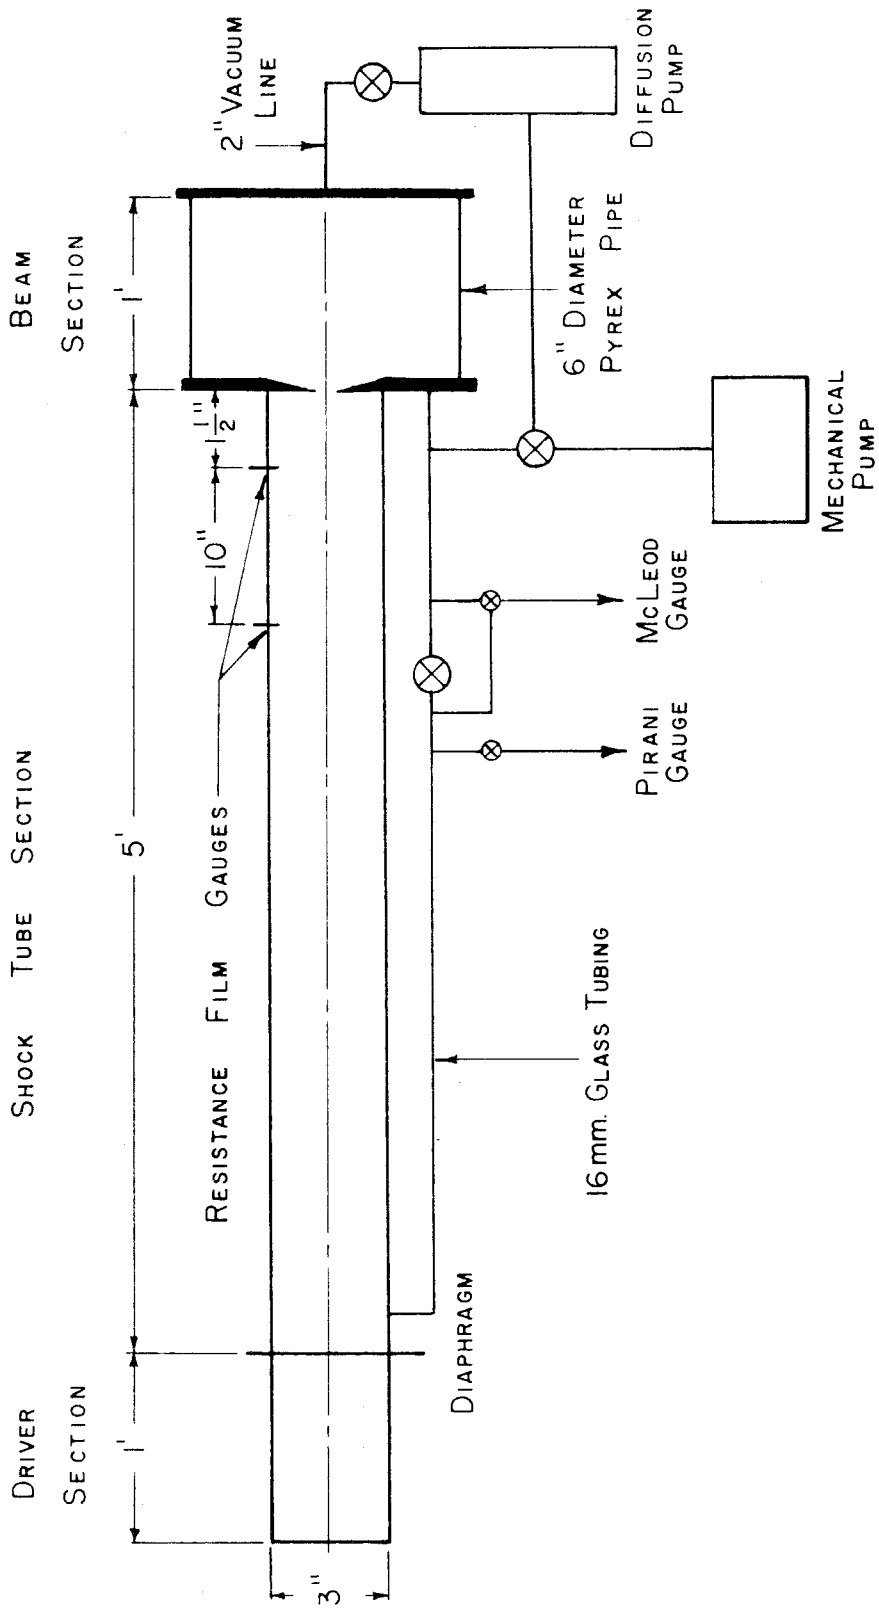 DRIVER
SECTION
SHOCK TUBE SECTION
BEAM
SECTION
1'
5'
1'
RESISTANCE FILM GAUGES
10"
1 1/2"
2" VACUUM
LINE
3"
DIAPHRAGM
16 mm. GLASS TUBING
PIRANI
GAUGE
McLEOD
GAUGE
6" DIAMETER
PYREX PIPE
DIFFUSION
PUMP
MECHANICAL
PUMP